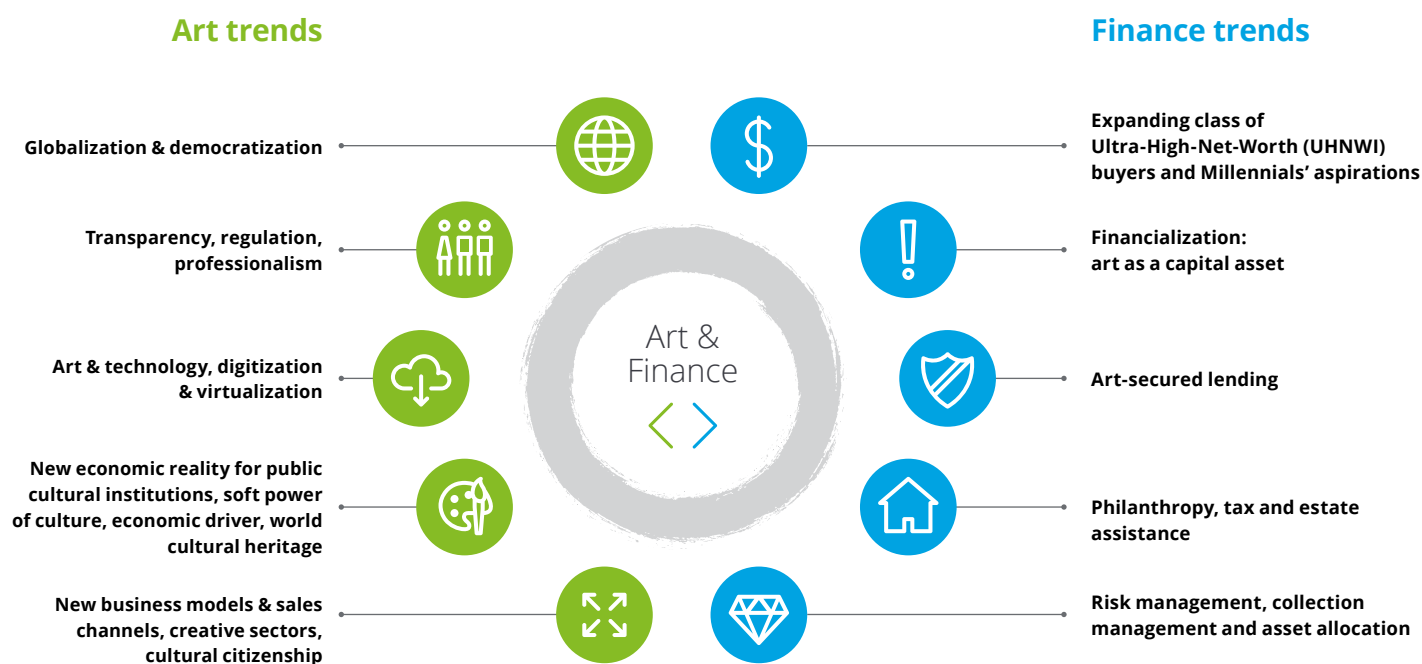 Art trends
Globalization & democratization
Transparency, regulation,
professionalism
Art & technology, digitization
& virtualization
New economic reality for public
cultural institutions, soft power
of culture, economic driver, world
cultural heritage
New business models & sales
channels, creative sectors,
cultural citizenship
Art &
Finance
Finance trends
Expanding class of
Ultra-High-Net-Worth (UHNWI)
buyers and Millennials’ aspirations
Financialization:
art as a capital asset
Art-secured lending
Philanthropy, tax and estate
assistance
Risk management, collection
management and asset allocation